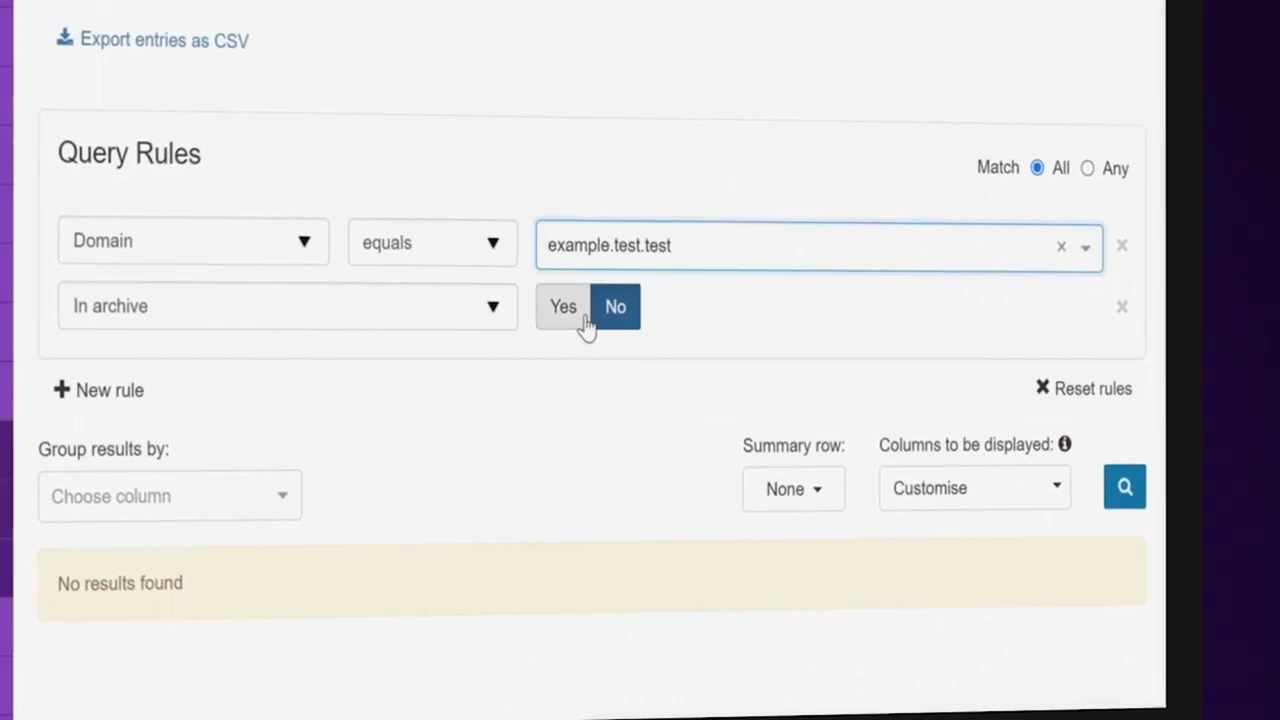 Export entries as CSV
Query Rules
Match All Any
Domain equals example.test.test
In archive Yes No
New rule Reset rules
Group results by: Summary row: Columns to be displayed:
Choose column None Customise
No results found